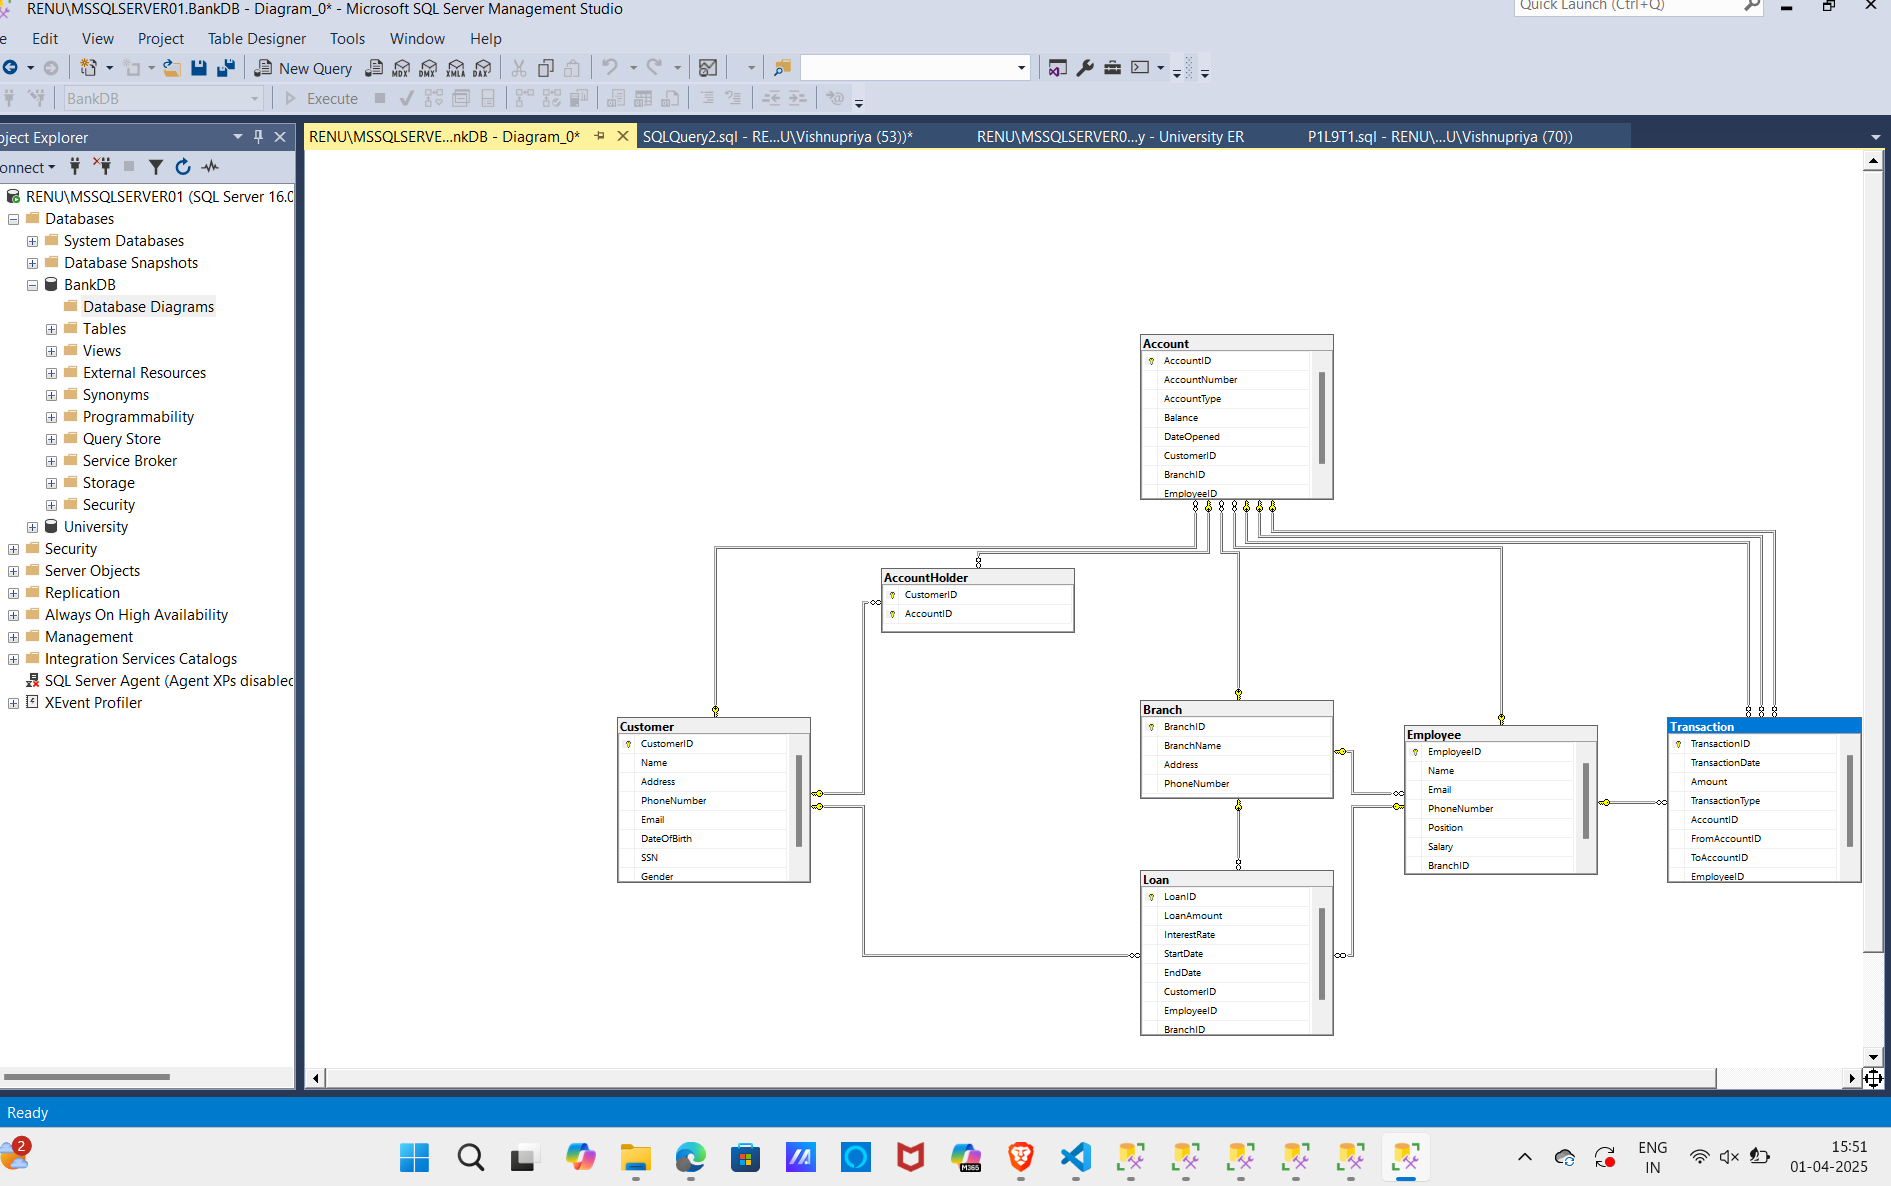 RENU\MSSQLSERVER01.BankDB - Diagram_0* - Microsoft SQL Server Management Studio
Quick Launch (Ctrl+Q)
e Edit View Project Table Designer Tools Window Help
New Query MDX DMX XMLA DAX
BankDB Execute
oject Explorer
RENU\MSSQLSERVE...nkDB - Diagram_0*
SQLQuery2.sql - RE...U\Vishnupriya (53))*
RENU\MSSQLSERVER0...y - University ER
P1L9T1.sql - RENU\...U\Vishnupriya (70))
onnect
RENU\MSSQLSERVER01 (SQL Server 16.0
Databases
System Databases
Database Snapshots
BankDB
Database Diagrams
Tables
Views
External Resources
Synonyms
Programmability
Query Store
Service Broker
Storage
Security
University
Security
Server Objects
Replication
Always On High Availability
Management
Integration Services Catalogs
SQL Server Agent (Agent XPs disabled
XEvent Profiler
Account
AccountID
AccountNumber
AccountType
Balance
DateOpened
CustomerID
BranchID
EmployeeID
AccountHolder
CustomerID
AccountID
Customer
CustomerID
Name
Address
PhoneNumber
Email
DateOfBirth
SSN
Gender
Branch
BranchID
BranchName
Address
PhoneNumber
Employee
EmployeeID
Name
Email
PhoneNumber
Position
Salary
BranchID
Transaction
TransactionID
TransactionDate
Amount
TransactionType
AccountID
FromAccountID
ToAccountID
EmployeeID
Loan
LoanID
LoanAmount
InterestRate
StartDate
EndDate
CustomerID
EmployeeID
BranchID
Ready
2
M365
ENG
IN
15:51
01-04-2025